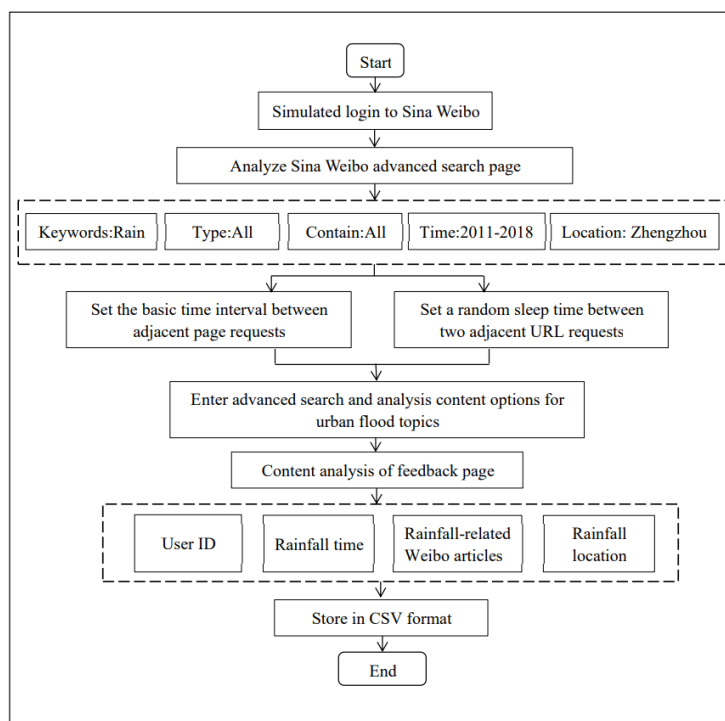 Start
Simulated login to Sina Weibo
Analyze Sina Weibo advanced search page
Keywords:Rain
Type:All
Contain:All
Time:2011-2018
Location: Zhengzhou
Set the basic time interval between
adjacent page requests
Set a random sleep time between
two adjacent URL requests
Enter advanced search and analysis content options for
urban flood topics
Content analysis of feedback page
User ID
Rainfall time
Rainfall-related
Weibo articles
Rainfall
location
Store in CSV format
End